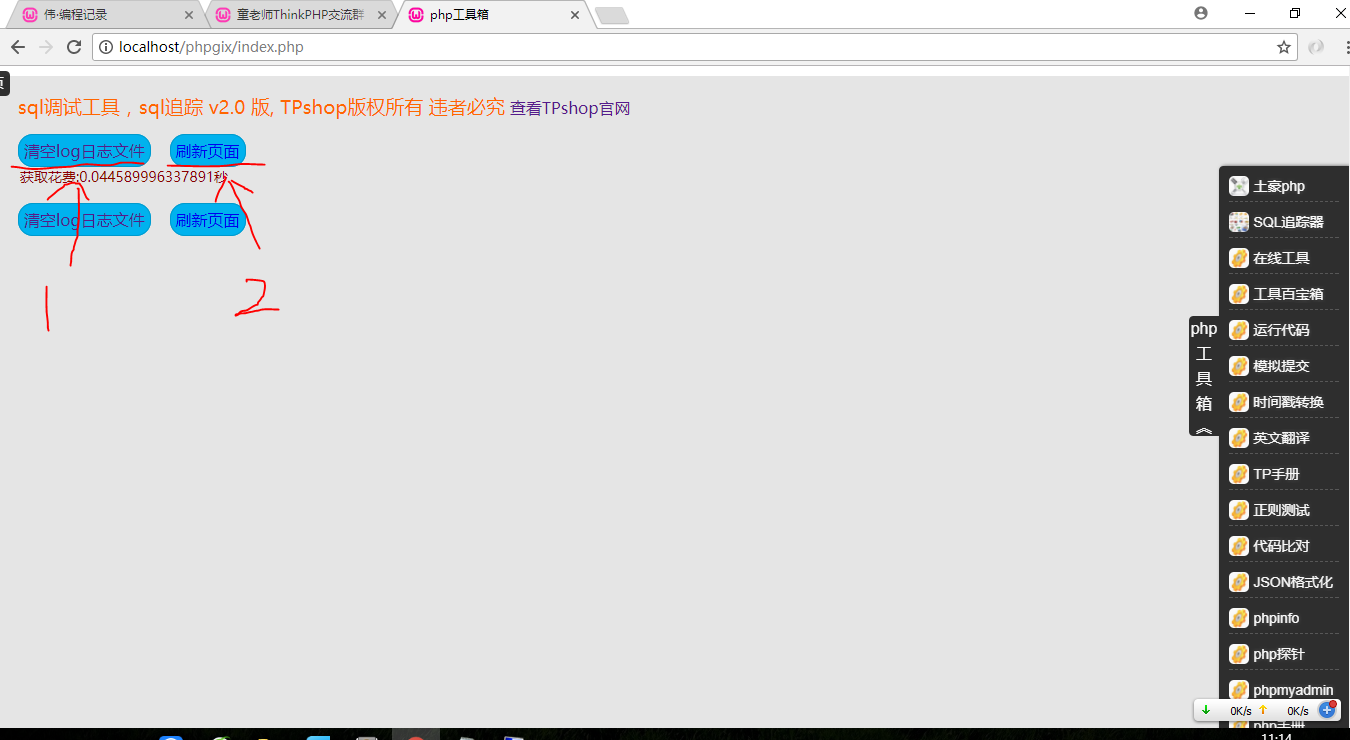 伟·编程记录
童老师ThinkPHP交流群
php工具箱
localhost/phpgix/index.php
sql调试工具，sql追踪 v2.0 版, TPshop版权所有 违者必究 查看TPshop官网
清空log日志文件 刷新页面
获取花费:0.044589996337891秒
清空log日志文件 刷新页面
1 2
php
工
具
箱
土豪php
SQL追踪器
在线工具
工具百宝箱
运行代码
模拟提交
时间戳转换
英文翻译
TP手册
正则测试
代码比对
JSON格式化
phpinfo
php探针
phpmyadmin
0K/s 0K/s
php手册
11:14